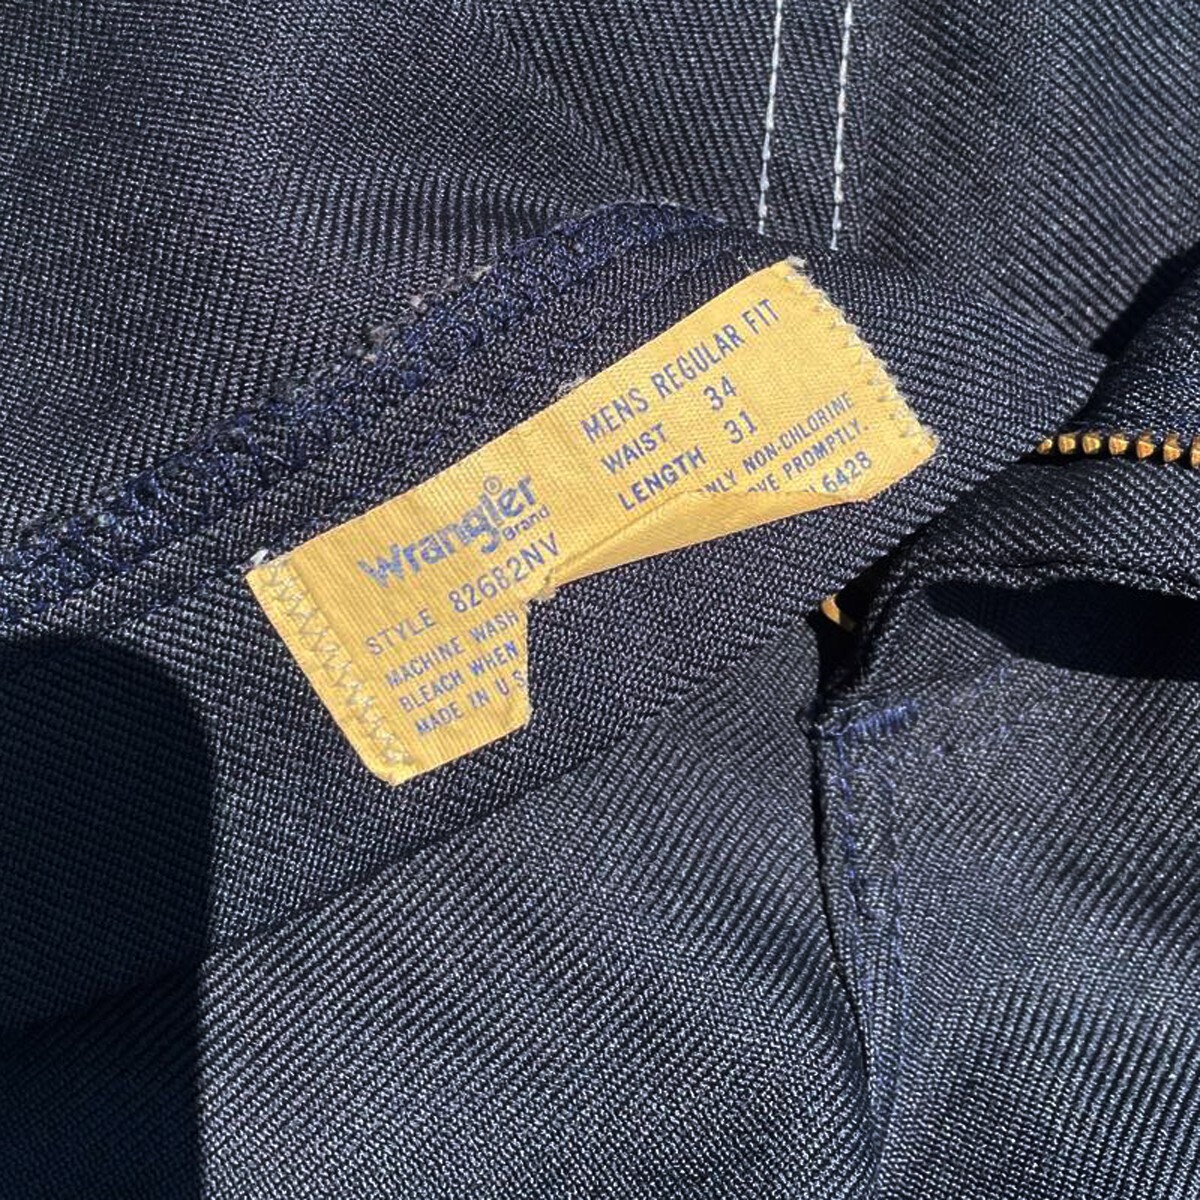 Wrangler®
Brand
MENS REGULAR FIT
WAIST 34
LENGTH 31
STYLE 82682NV
MACHINE WASH
NON-CHLORINE
BLEACH WHEN
PROMPTLY.
MADE IN U S
6428